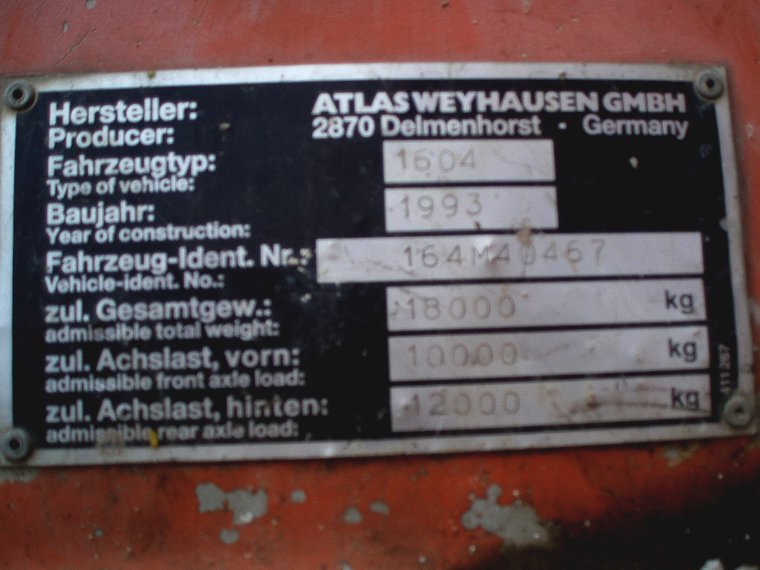 Hersteller: ATLAS WEYHAUSEN GMBH
Producer: 2870 Delmenhorst · Germany
Fahrzeugtyp: 1604
Type of vehicle:
Baujahr: 1993
Year of construction:
Fahrzeug-Ident. Nr.: 164M40467
Vehicle-ident. No.:
zul. Gesamtgew.: 18000 kg
admissible total weight:
zul. Achslast, vorn: 10000 kg
admissible front axle load:
zul. Achslast, hinten: 12000 kg
admissible rear axle load: